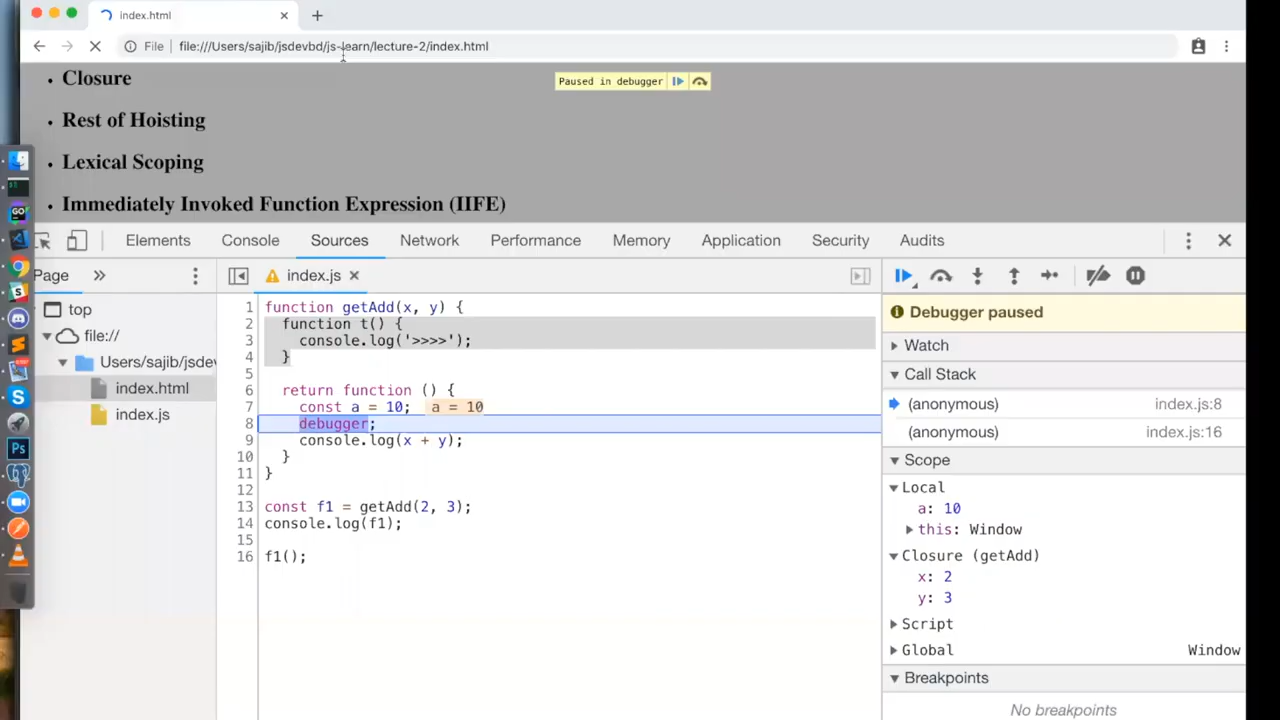 index.html
File file:///Users/sajib/jsdevbd/js-learn/lecture-2/index.html
Closure
Paused in debugger
Rest of Hoisting
Lexical Scoping
Immediately Invoked Function Expression (IIFE)
Elements Console Sources Network Performance Memory Application Security Audits
Page
index.js
top
file://
Users/sajib/jsdev
index.html
index.js
1 function getAdd(x, y) {
2 function t() {
3 console.log('>>>>');
4 }
5
6 return function () {
7 const a = 10; a = 10
8 debugger;
9 console.log(x + y);
10 }
11 }
12
13 const f1 = getAdd(2, 3);
14 console.log(f1);
15
16 f1();
Debugger paused
Watch
Call Stack
(anonymous) index.js:8
(anonymous) index.js:16
Scope
Local
a: 10
this: Window
Closure (getAdd)
x: 2
y: 3
Script
Global Window
Breakpoints
No breakpoints
GO
S
S
Ps